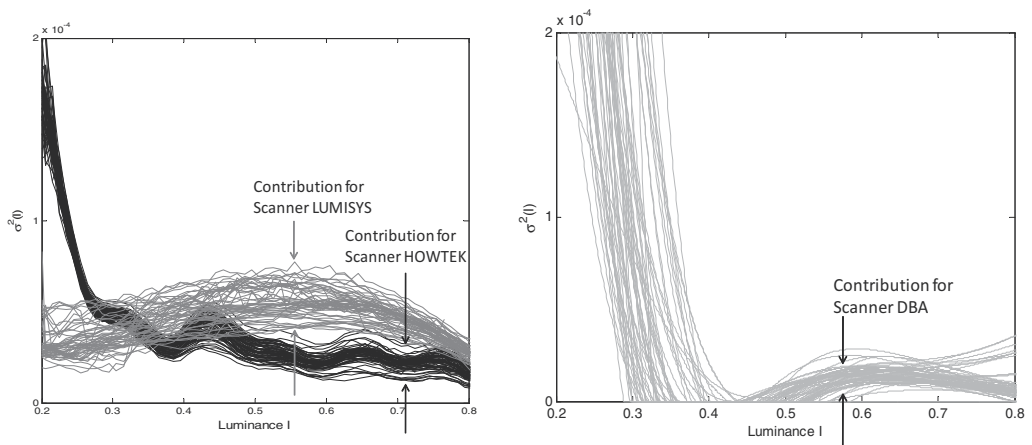 x 10⁻⁴
2
1
0
σ²(I)
0.2 0.3 0.4 0.5 0.6 0.7 0.8
Luminance I
Contribution for
Scanner LUMISYS
Contribution for
Scanner HOWTEK
x 10⁻⁴
2
1
0
σ²(I)
0.2 0.3 0.4 0.5 0.6 0.7 0.8
Luminance I
Contribution for
Scanner DBA